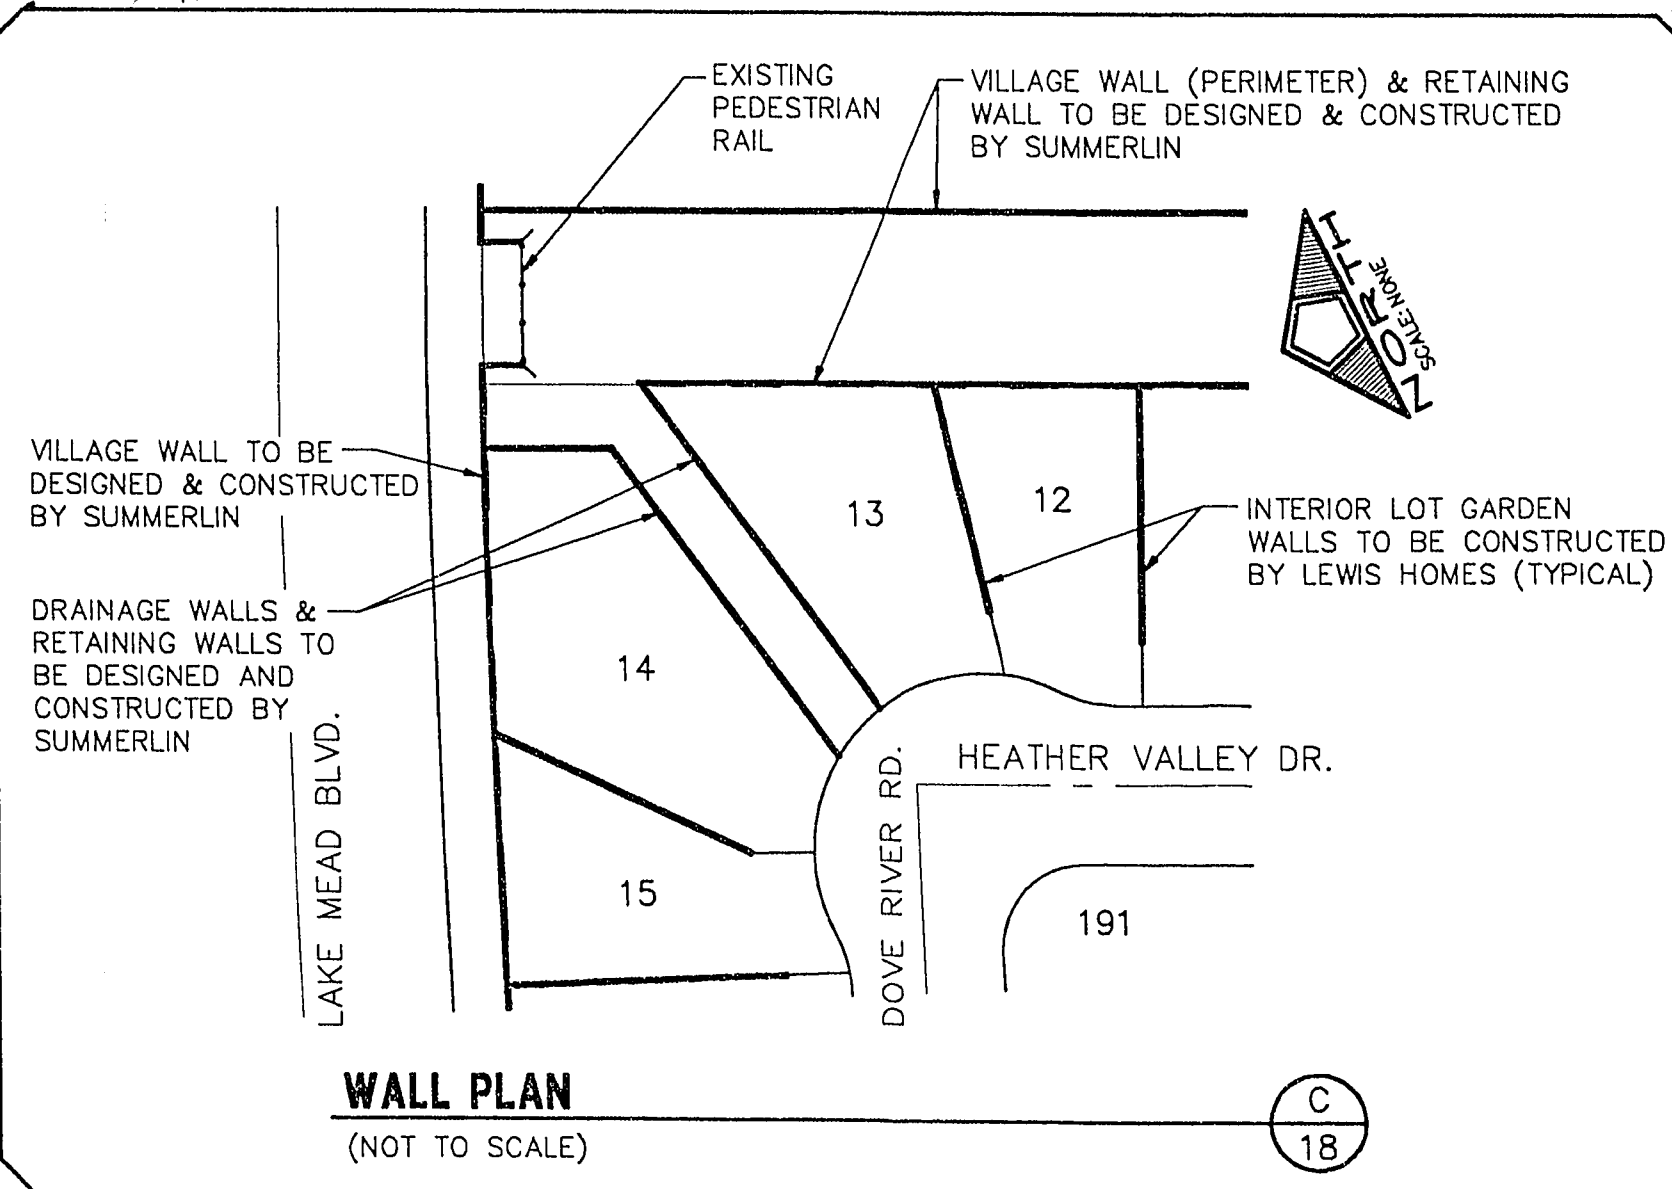 EXISTING
PEDESTRIAN
RAIL
VILLAGE WALL (PERIMETER) & RETAINING
WALL TO BE DESIGNED & CONSTRUCTED
BY SUMMERLIN
NORTH
SCALE: NONE
VILLAGE WALL TO BE
DESIGNED & CONSTRUCTED
BY SUMMERLIN
13
12
INTERIOR LOT GARDEN
WALLS TO BE CONSTRUCTED
BY LEWIS HOMES (TYPICAL)
DRAINAGE WALLS &
RETAINING WALLS TO
BE DESIGNED AND
CONSTRUCTED BY
SUMMERLIN
14
LAKE MEAD BLVD.
HEATHER VALLEY DR.
DOVE RIVER RD.
15
191
WALL PLAN
(NOT TO SCALE)
C
18